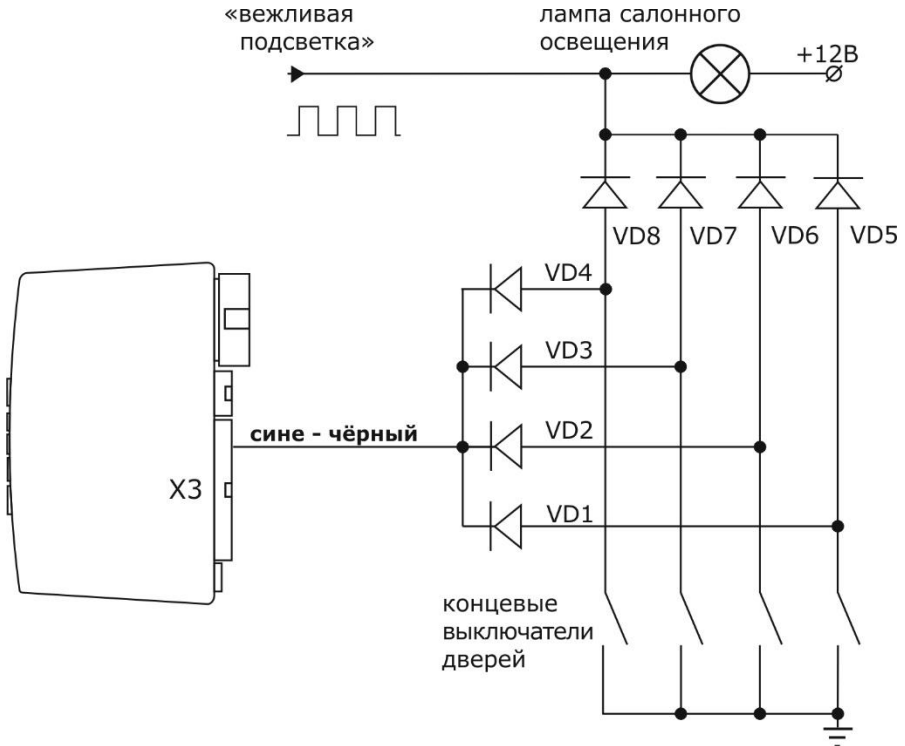 «вежливая
подсветка»
лампа салонного
освещения
+12В
VD8
VD7
VD6
VD5
VD4
VD3
сине - чёрный
VD2
X3
VD1
концевые
выключатели
дверей